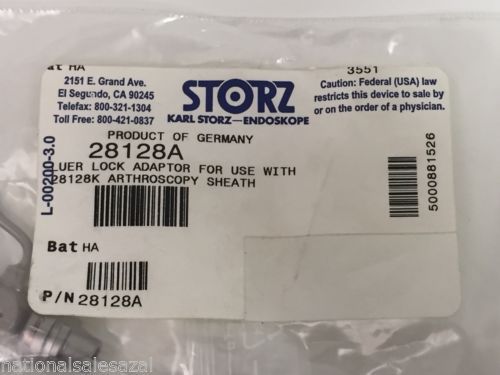 Bat HA
3551
2151 E. Grand Ave.
El Segundo, CA 90245
Telefax: 800-321-1304
Toll Free: 800-421-0837
STORZ
KARL STORZ—ENDOSKOPE
Caution: Federal (USA) law
restricts this device to sale by
or on the order of a physician.
PRODUCT OF GERMANY
28128A
LUER LOCK ADAPTOR FOR USE WITH
28128K ARTHROSCOPY SHEATH
L-00200-3.0
5000881526
Bat HA
P/N 28128A
nationalsalesazal